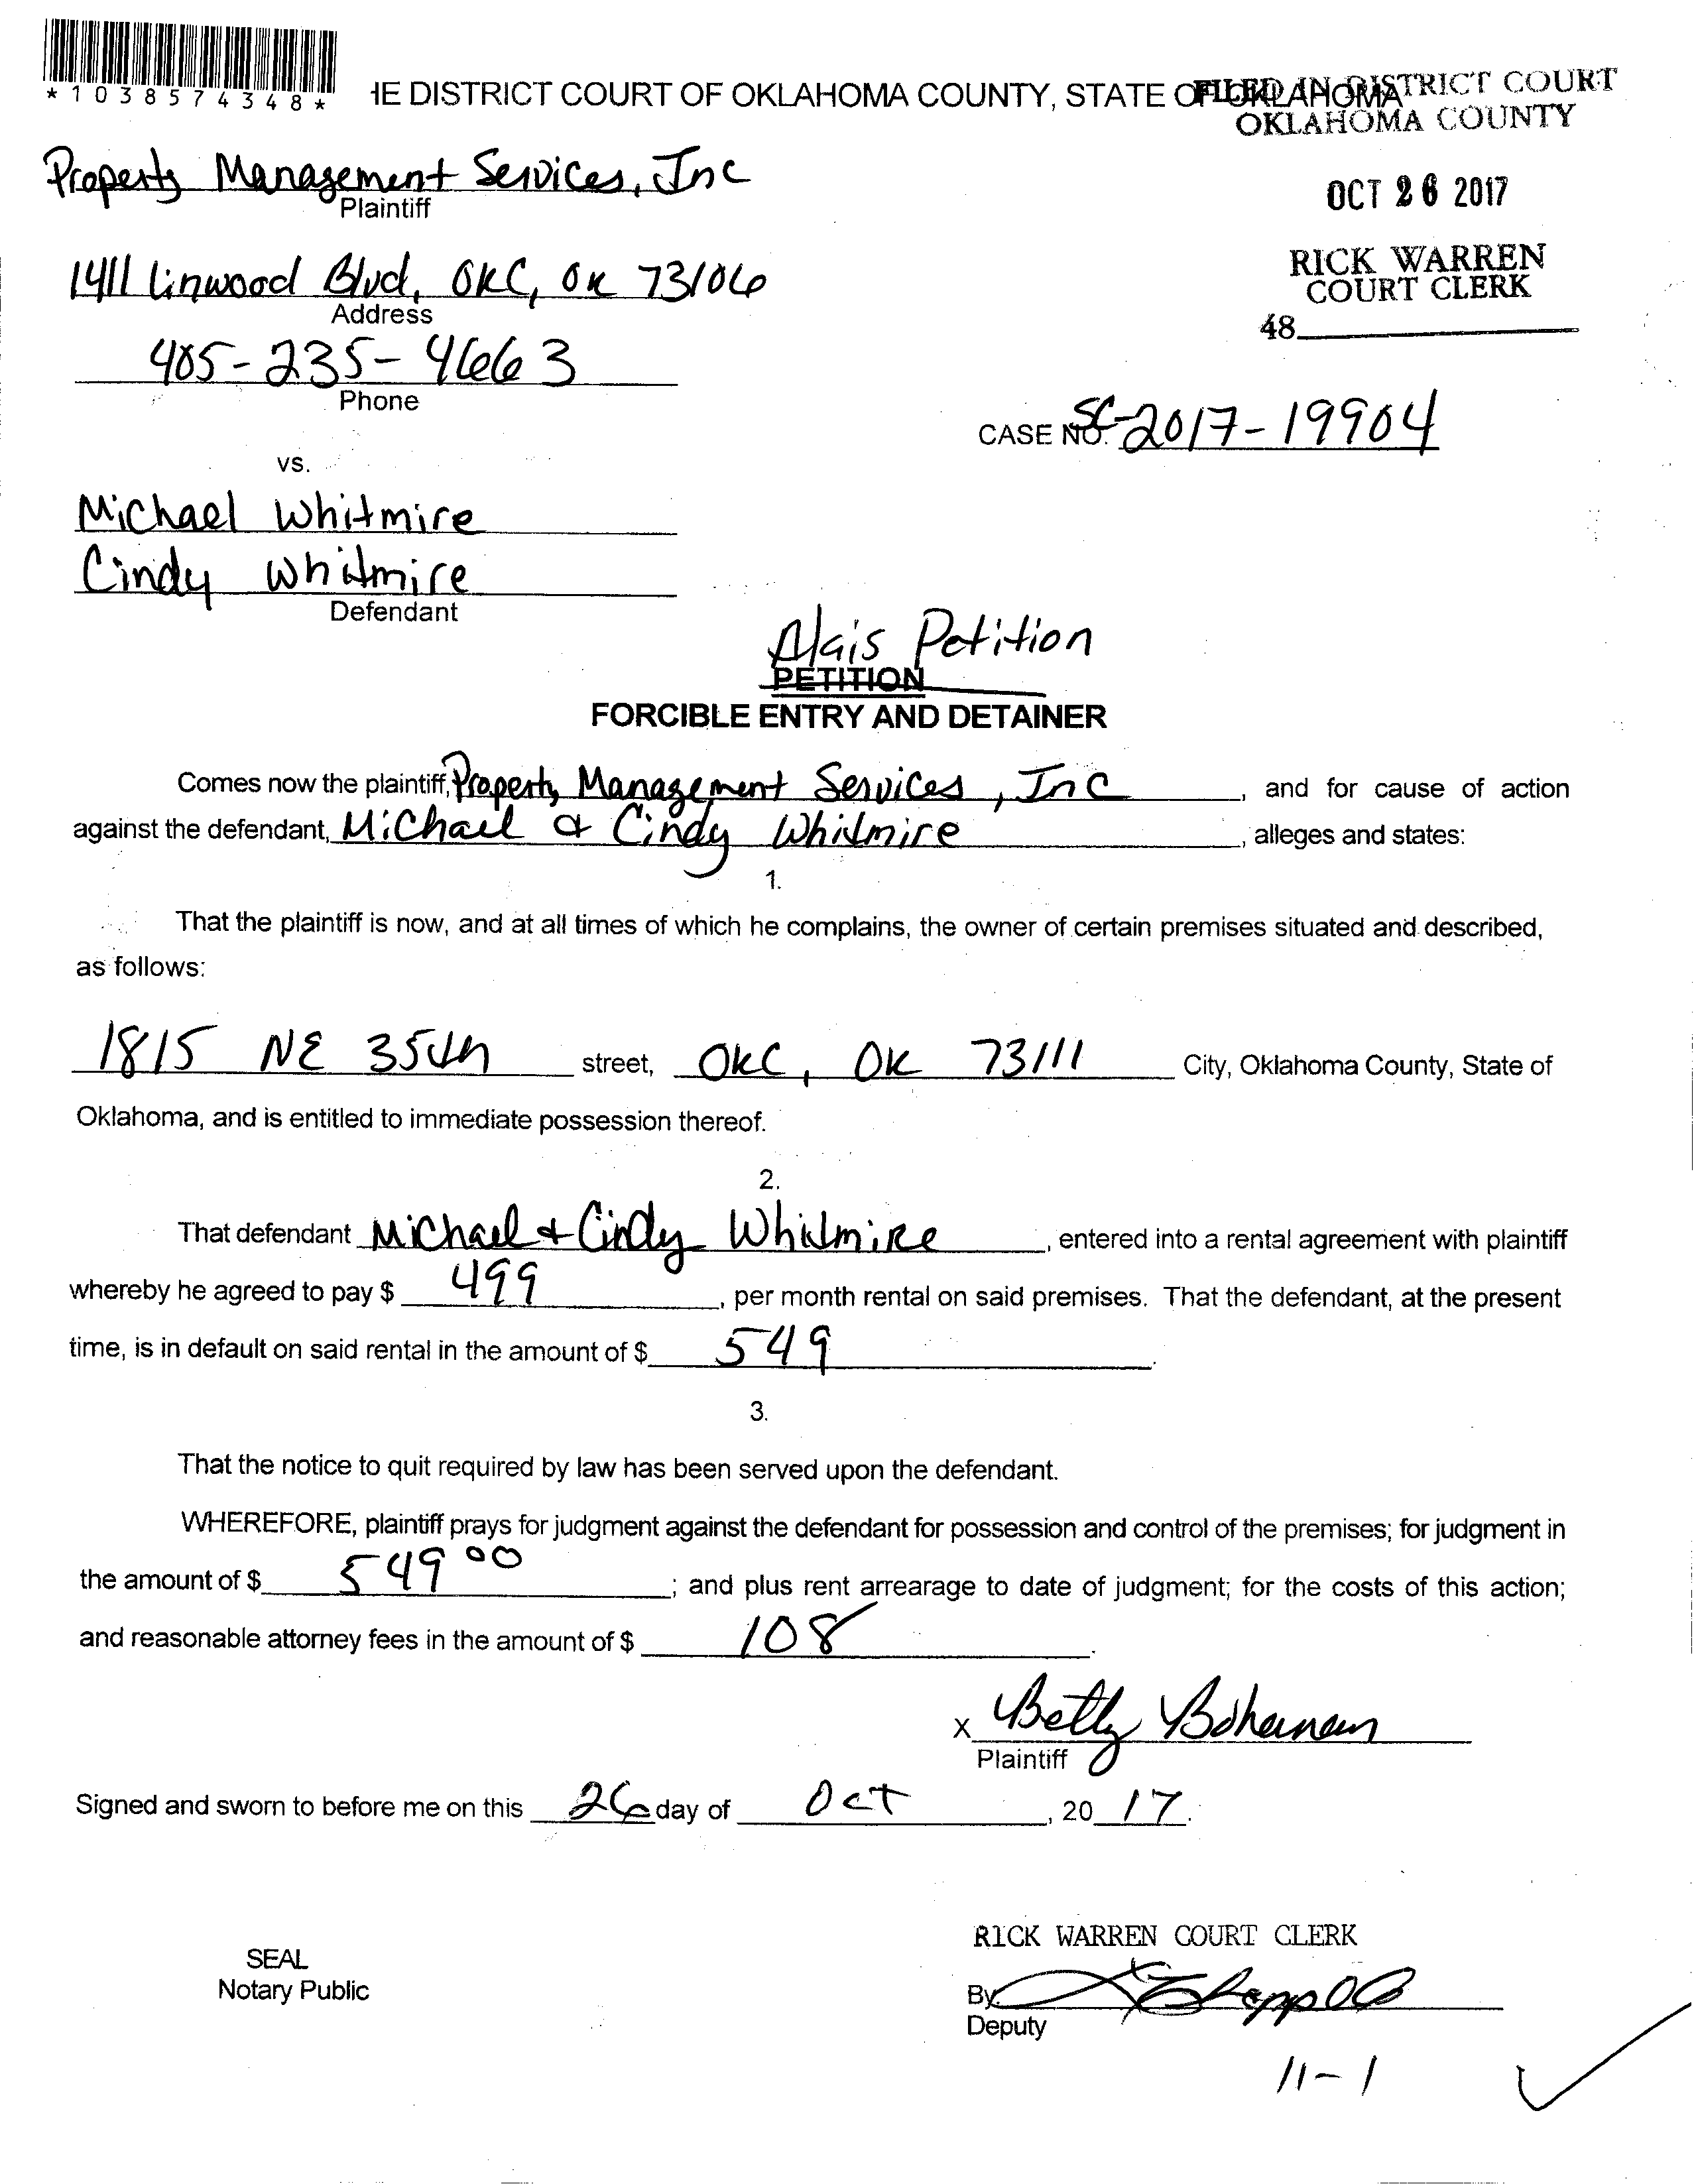 *1038574348*
HE DISTRICT COURT OF OKLAHOMA COUNTY, STATE OF OKLAHOMA
FILED IN DISTRICT COURT
OKLAHOMA COUNTY
OCT 26 2017
RICK WARREN
COURT CLERK
48
Property Management Services, Inc
Plaintiff
1411 Linwood Blvd, OKC, OK 73106
Address
405-235-4663
Phone
CASE NO. SC-2017-19904
vs.
Michael Whitmire
Cindy Whitmire
Defendant
Alais Petition
PETITION
FORCIBLE ENTRY AND DETAINER
Comes now the plaintiff, Property Management Services, Inc, and for cause of action
against the defendant, Michael & Cindy Whitmire, alleges and states:
1.
That the plaintiff is now, and at all times of which he complains, the owner of certain premises situated and described,
as follows:
1815 NE 35th street, OKC, OK 73111 City, Oklahoma County, State of
Oklahoma, and is entitled to immediate possession thereof.
2.
That defendant Michael & Cindy Whitmire, entered into a rental agreement with plaintiff
whereby he agreed to pay $ 499, per month rental on said premises. That the defendant, at the present
time, is in default on said rental in the amount of $ 549.
3.
That the notice to quit required by law has been served upon the defendant.
WHEREFORE, plaintiff prays for judgment against the defendant for possession and control of the premises; for judgment in
the amount of $ 549 00; and plus rent arrearage to date of judgment; for the costs of this action;
and reasonable attorney fees in the amount of $ 108.
x Betty Bohanan
Plaintiff
Signed and sworn to before me on this 26 day of Oct, 20 17.
SEAL
Notary Public
RICK WARREN COURT CLERK
By:
Deputy
11-1